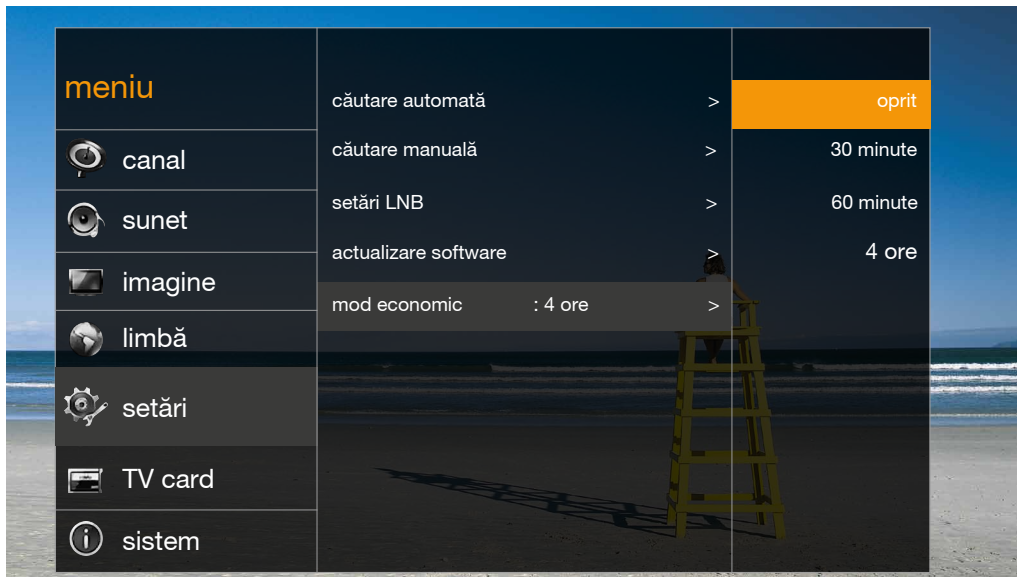 meniu
canal
sunet
imagine
limbă
setări
TV card
sistem
căutare automată >
căutare manuală >
setări LNB >
actualizare software >
mod economic : 4 ore >
oprit
30 minute
60 minute
4 ore